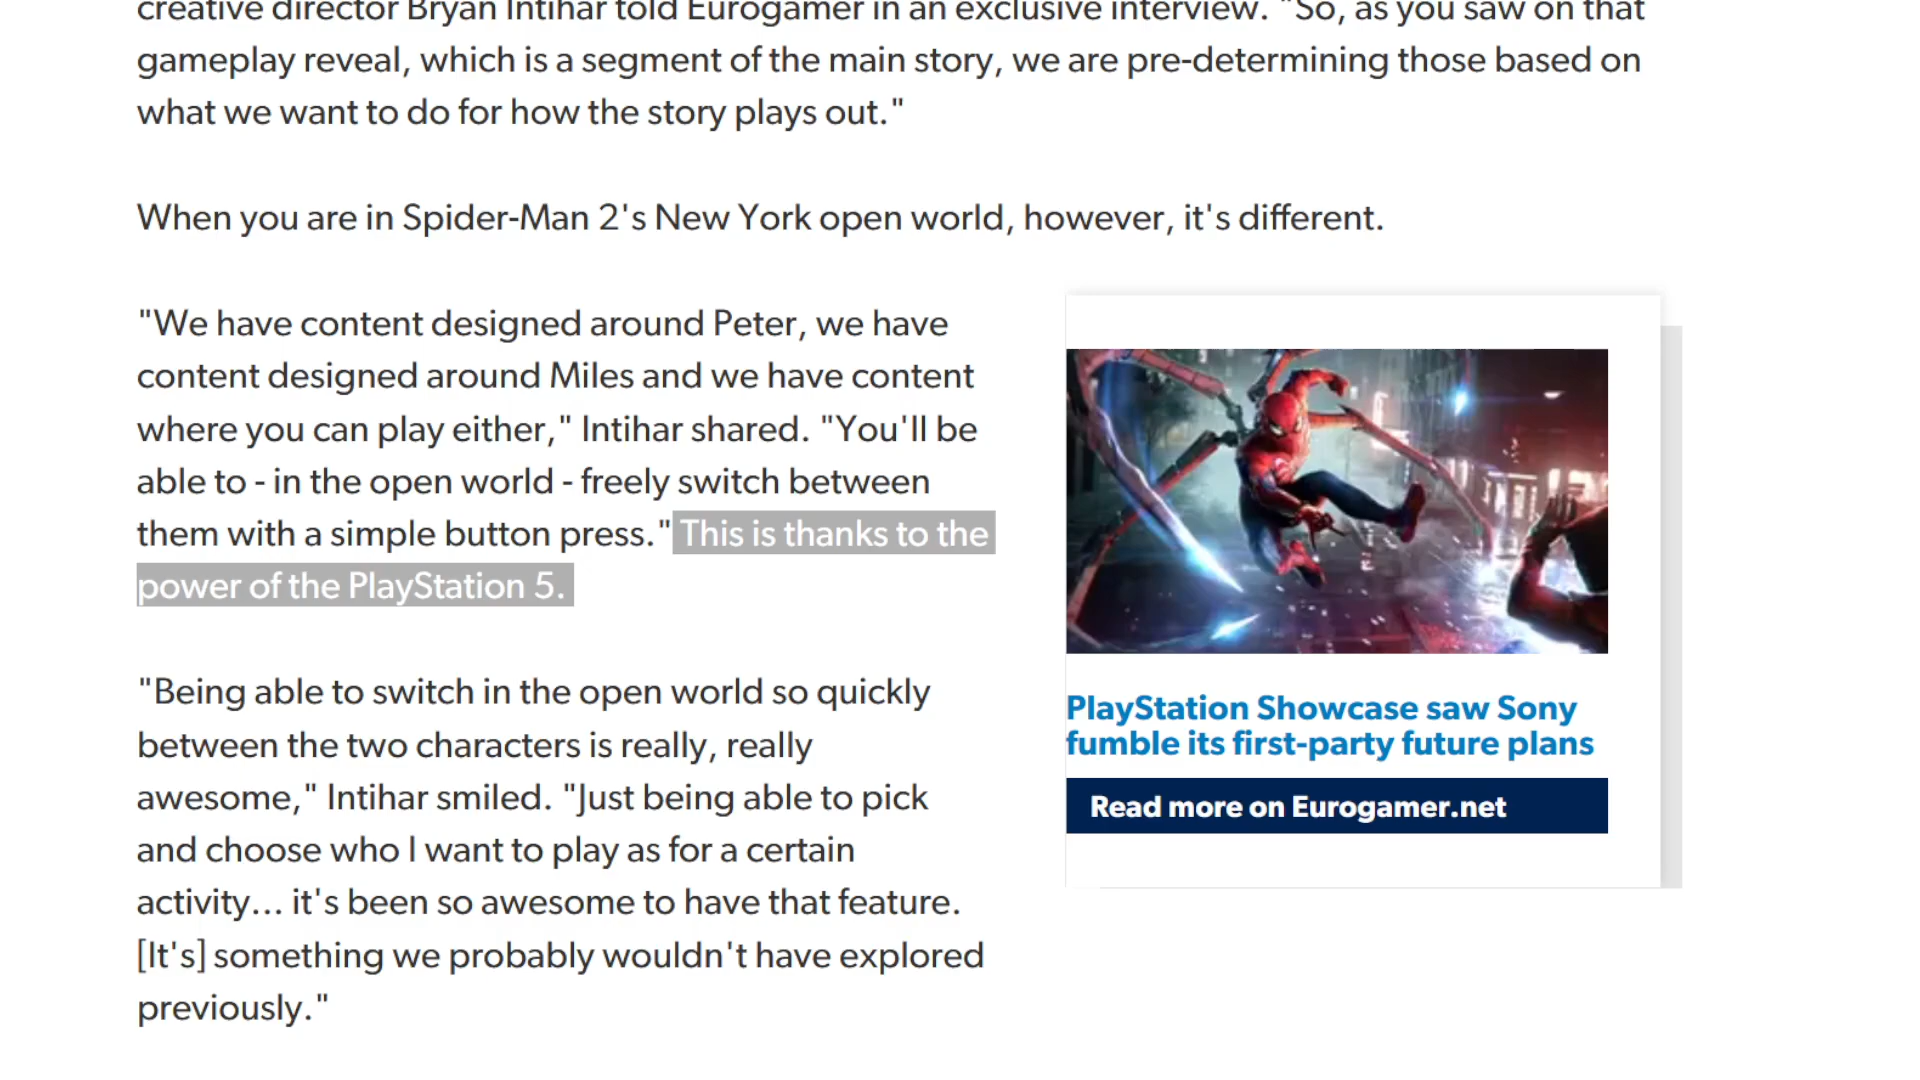 creative director Bryan Intihar told Eurogamer in an exclusive interview. "So, as you saw on that
gameplay reveal, which is a segment of the main story, we are pre-determining those based on
what we want to do for how the story plays out."
When you are in Spider-Man 2's New York open world, however, it's different.
"We have content designed around Peter, we have
content designed around Miles and we have content
where you can play either," Intihar shared. "You'll be
able to - in the open world - freely switch between
them with a simple button press." This is thanks to the
power of the PlayStation 5.
"Being able to switch in the open world so quickly
between the two characters is really, really
awesome," Intihar smiled. "Just being able to pick
and choose who I want to play as for a certain
activity... it's been so awesome to have that feature.
[It's] something we probably wouldn't have explored
previously."
PlayStation Showcase saw Sony
fumble its first-party future plans
Read more on Eurogamer.net